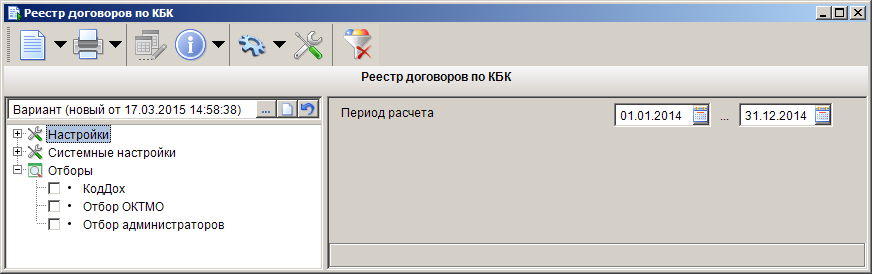 Реестр договоров по КБК
Реестр договоров по КБК
Вариант (новый от 17.03.2015 14:58:38) ...
Настройки
Системные настройки
Отборы
• КодДох
• Отбор ОКТМО
• Отбор администраторов
Период расчета 01.01.2014 ... 31.12.2014